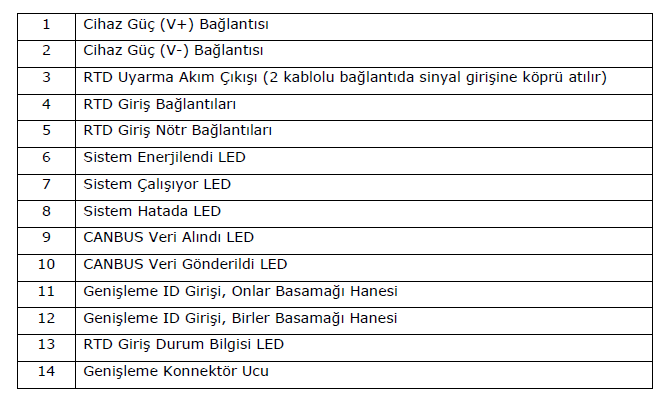 1 Cihaz Güç (V+) Bağlantısı
2 Cihaz Güç (V-) Bağlantısı
3 RTD Uyarma Akım Çıkışı (2 kablolu bağlantıda sinyal girişine köprü atılır)
4 RTD Giriş Bağlantıları
5 RTD Giriş Nötr Bağlantıları
6 Sistem Enerjilendi LED
7 Sistem Çalışıyor LED
8 Sistem Hatada LED
9 CANBUS Veri Alındı LED
10 CANBUS Veri Gönderildi LED
11 Genişleme ID Girişi, Onlar Basamağı Hanesi
12 Genişleme ID Girişi, Birler Basamağı Hanesi
13 RTD Giriş Durum Bilgisi LED
14 Genişleme Konnektör Ucu